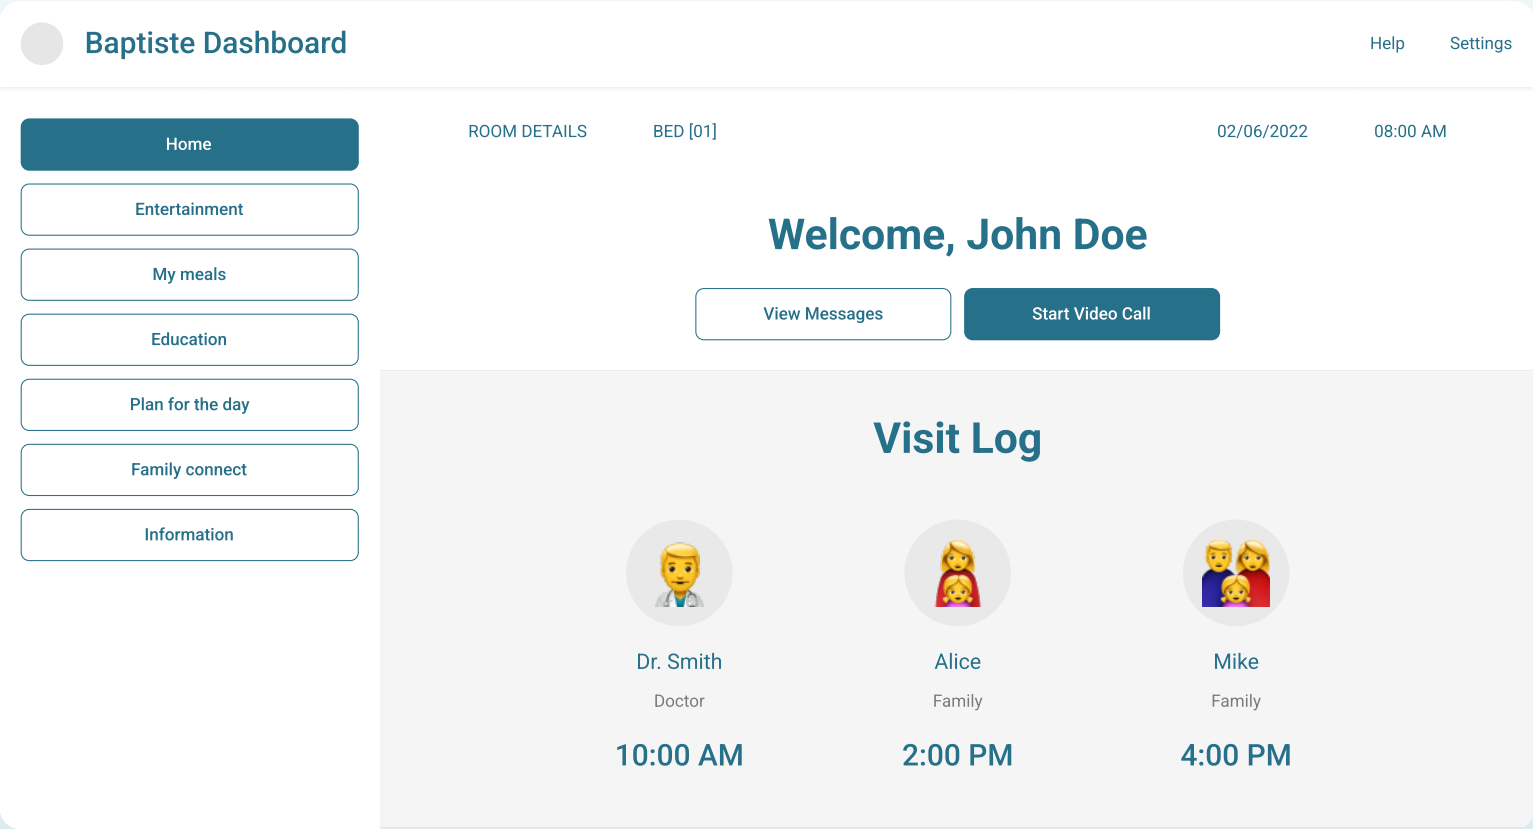 Baptiste Dashboard
Help
Settings
Home
Entertainment
My meals
Education
Plan for the day
Family connect
Information
ROOM DETAILS
BED [01]
02/06/2022
08:00 AM
Welcome, John Doe
View Messages
Start Video Call
Visit Log
Dr. Smith
Doctor
10:00 AM
Alice
Family
2:00 PM
Mike
Family
4:00 PM